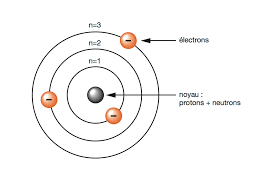 n=3
électrons
n=2
n=1
noyau :
protons + neutrons
−
−
−